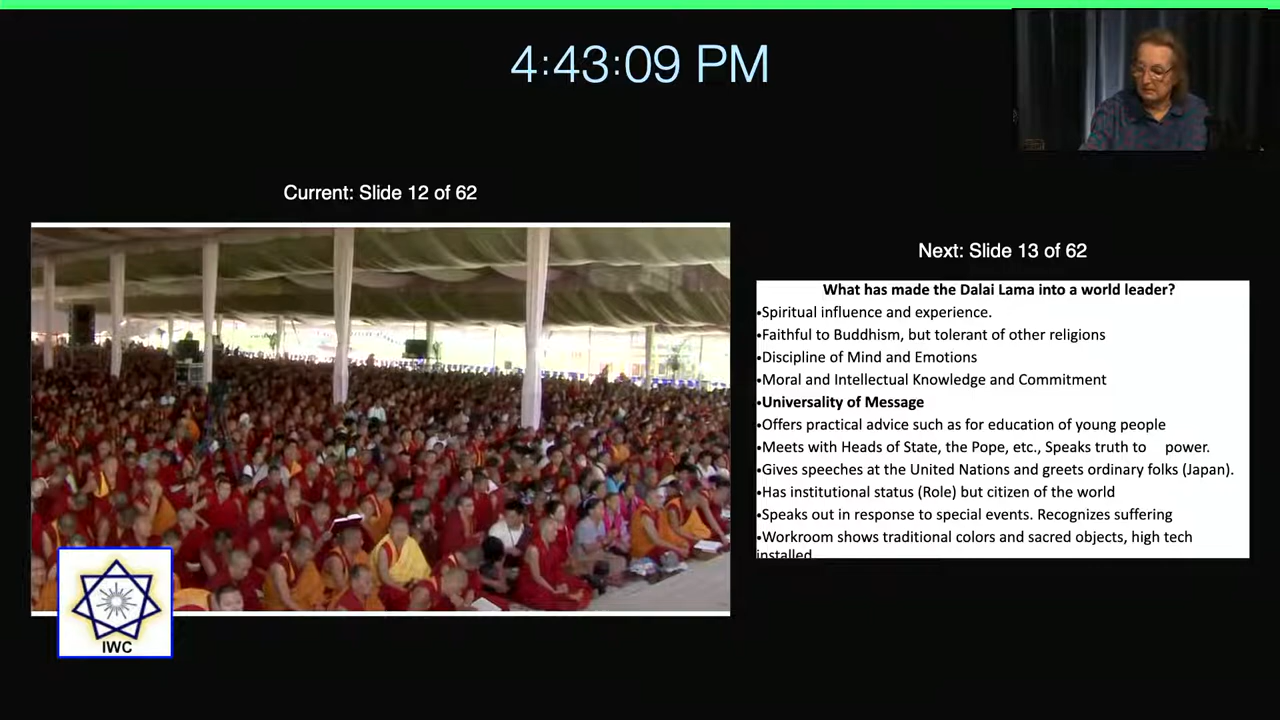 4:43:09 PM
Current: Slide 12 of 62
Next: Slide 13 of 62
What has made the Dalai Lama into a world leader?
•Spiritual influence and experience.
•Faithful to Buddhism, but tolerant of other religions
•Discipline of Mind and Emotions
•Moral and Intellectual Knowledge and Commitment
•Universality of Message
•Offers practical advice such as for education of young people
•Meets with Heads of State, the Pope, etc., Speaks truth to power.
•Gives speeches at the United Nations and greets ordinary folks (Japan).
•Has institutional status (Role) but citizen of the world
•Speaks out in response to special events. Recognizes suffering
•Workroom shows traditional colors and sacred objects, high tech
installed
IWC